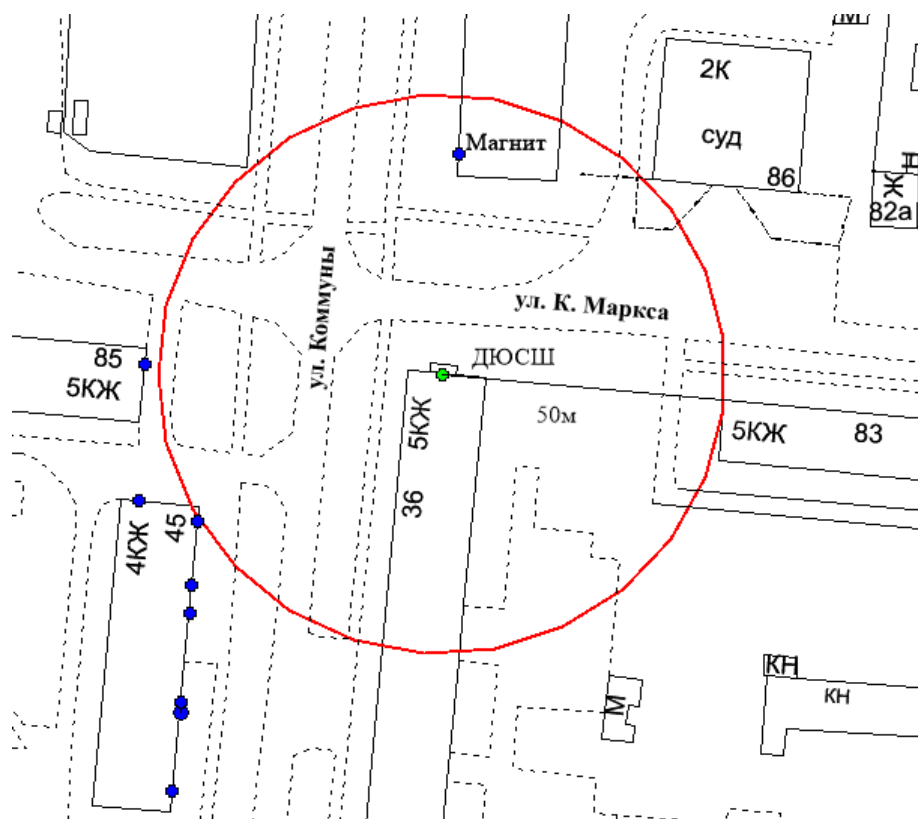 М
2К
суд
86
Магнит
Н
Ж
82а
ул. К. Маркса
ул. Коммуны
85
5КЖ
ДЮСШ
50м
5КЖ
36
5КЖ
83
4КЖ
45
КН
КН
М